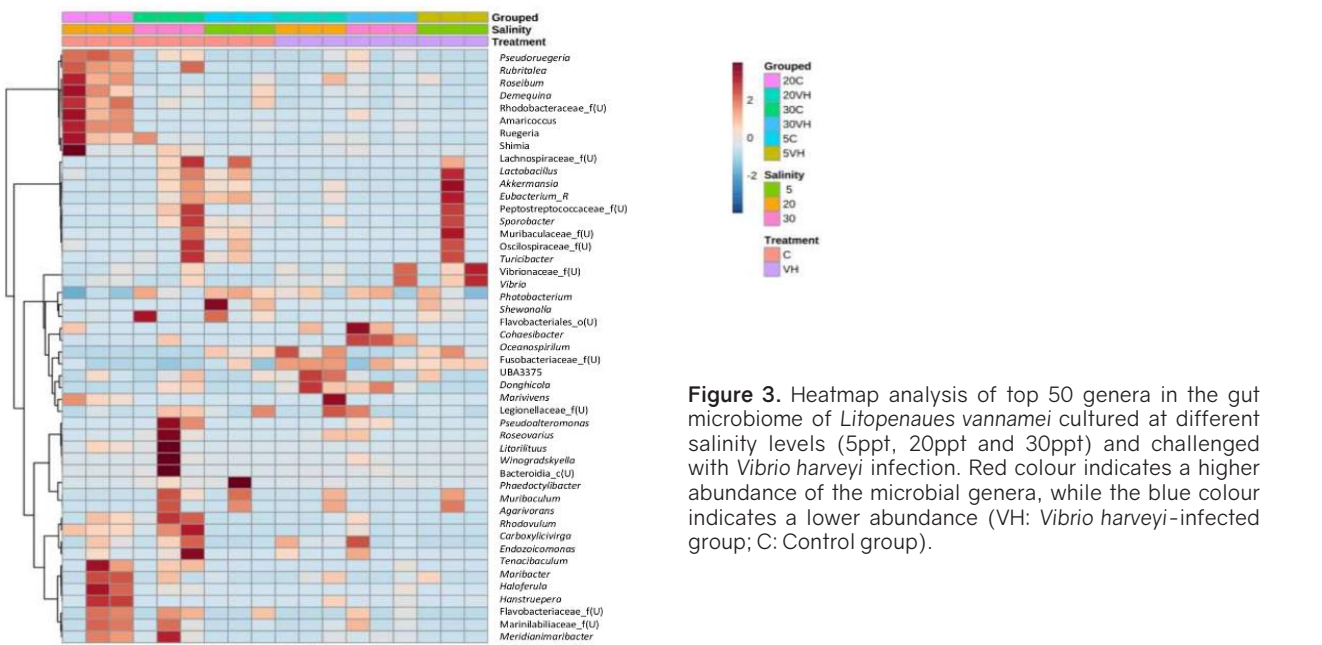 Grouped
Salinity
Treatment
Pseudoruegeria
Rubritalea
Roseibum
Demequina
Rhodobacteraceae_f(U)
Amaricoccus
Ruegeria
Shimia
Lachnospiraceae_f(U)
Lactobacillus
Akkermansia
Eubacterium_R
Peptostreptococcaceae_f(U)
Sporobacter
Muribaculaceae_f(U)
Oscilospiraceae_f(U)
Turicibacter
Vibrionaceae_f(U)
Vibrio
Photobacterium
Shewanalla
Flavobacteriales_o(U)
Cohaesibacter
Oceanospirilum
Fusobacteriaceae_f(U)
UBA3375
Donghicola
Marivivens
Legionellaceae_f(U)
Pseudoalteromonas
Roseovarius
Litorilituus
Winogradskyella
Bacteroidia_c(U)
Phaedoctylibacter
Muribaculum
Agarivorans
Rhodovulum
Carboxylicivirga
Endozoicomonas
Tenacibaculum
Maribacter
Haloferula
Hanstruepera
Flavobacteriaceae_f(U)
Marinilabiliaceae_f(U)
Meridianimaribacter
2
0
-2
Grouped
20C
20VH
30C
30VH
5C
5VH
Salinity
5
20
30
Treatment
C
VH
Figure 3. Heatmap analysis of top 50 genera in the gut
microbiome of Litopenaues vannamei cultured at different
salinity levels (5ppt, 20ppt and 30ppt) and challenged
with Vibrio harveyi infection. Red colour indicates a higher
abundance of the microbial genera, while the blue colour
indicates a lower abundance (VH: Vibrio harveyi-infected
group; C: Control group).